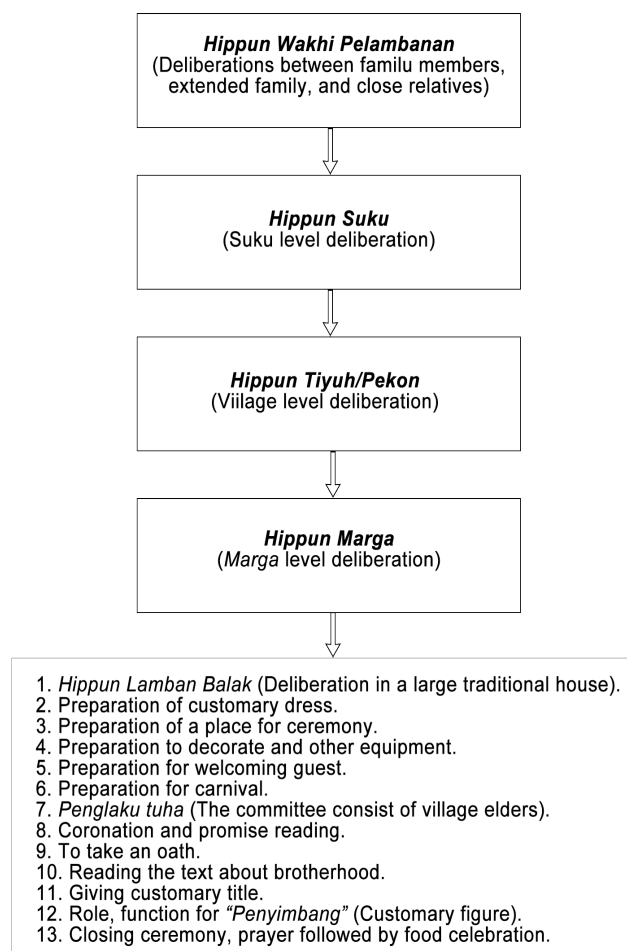 Hippun Wakhi Pelambanan
(Deliberations between familu members,
extended family, and close relatives)
Hippun Suku
(Suku level deliberation)
Hippun Tiyuh/Pekon
(Viilage level deliberation)
Hippun Marga
(Marga level deliberation)
1. Hippun Lamban Balak (Deliberation in a large traditional house).
2. Preparation of customary dress.
3. Preparation of a place for ceremony.
4. Preparation to decorate and other equipment.
5. Preparation for welcoming guest.
6. Preparation for carnival.
7. Penglaku tuha (The committee consist of village elders).
8. Coronation and promise reading.
9. To take an oath.
10. Reading the text about brotherhood.
11. Giving customary title.
12. Role, function for "Penyimbang" (Customary figure).
13. Closing ceremony, prayer followed by food celebration.